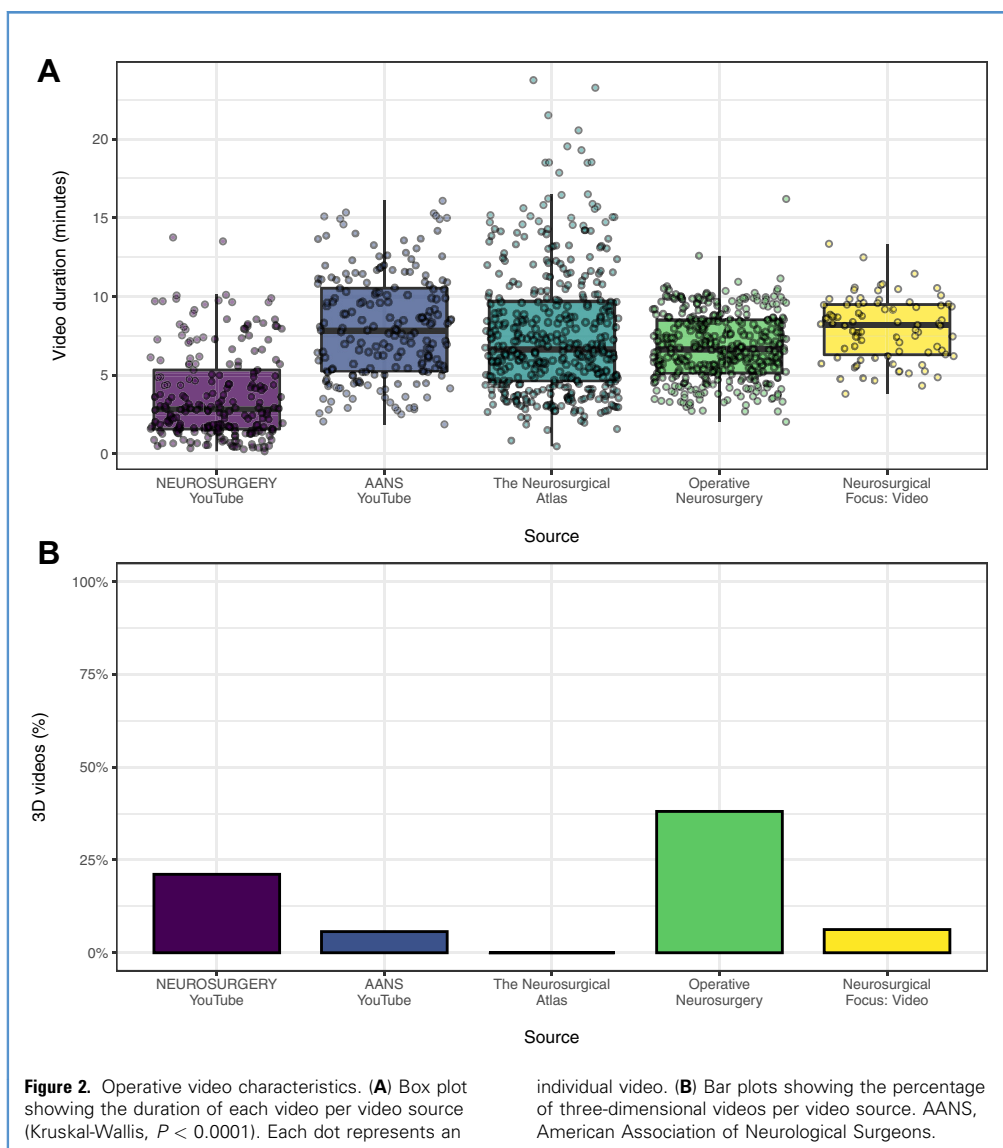 A
Video duration (minutes)
20
15
10
5
0
NEUROSURGERY
YouTube
AANS
YouTube
The Neurosurgical
Atlas
Operative
Neurosurgery
Neurosurgical
Focus: Video
Source
B
3D videos (%)
100%
75%
50%
25%
0%
NEUROSURGERY
YouTube
AANS
YouTube
The Neurosurgical
Atlas
Operative
Neurosurgery
Neurosurgical
Focus: Video
Source
Figure 2. Operative video characteristics. (A) Box plot
showing the duration of each video per video source
(Kruskal-Wallis, P < 0.0001). Each dot represents an
individual video. (B) Bar plots showing the percentage
of three-dimensional videos per video source. AANS,
American Association of Neurological Surgeons.